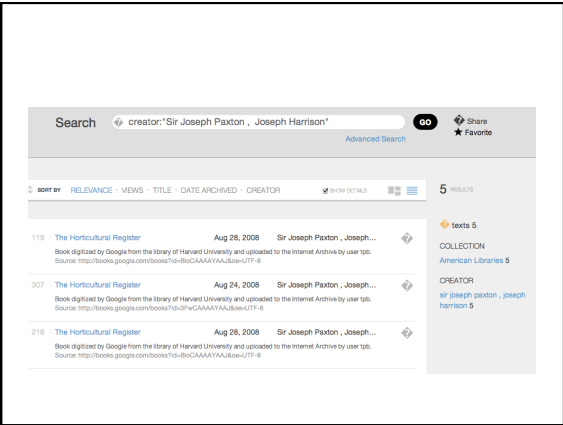 Search creator:"Sir Joseph Paxton , Joseph Harrison" GO Share
Favorite
Advanced Search
SORT BY RELEVANCE · VIEWS · TITLE · DATE ARCHIVED · CREATOR SHOW DETAILS 5 RESULTS
texts 5
119 The Horticultural Register Aug 28, 2008 Sir Joseph Paxton , Joseph...
Book digitized by Google from the library of Harvard University and uploaded to the Internet Archive by user tpb.
Source: http://books.google.com/books?id=BIoCAAAAYAAJ&oe=UTF-8
307 The Horticultural Register Aug 24, 2008 Sir Joseph Paxton , Joseph...
Book digitized by Google from the library of Harvard University and uploaded to the Internet Archive by user tpb.
Source: http://books.google.com/books?id=3FwCAAAAYAAJ&oe=UTF-8
218 The Horticultural Register Aug 28, 2008 Sir Joseph Paxton , Joseph...
Book digitized by Google from the library of Harvard University and uploaded to the Internet Archive by user tpb.
Source: http://books.google.com/books?id=BIoCAAAAYAAJ&oe=UTF-8
COLLECTION
American Libraries 5
CREATOR
sir joseph paxton , joseph
harrison 5